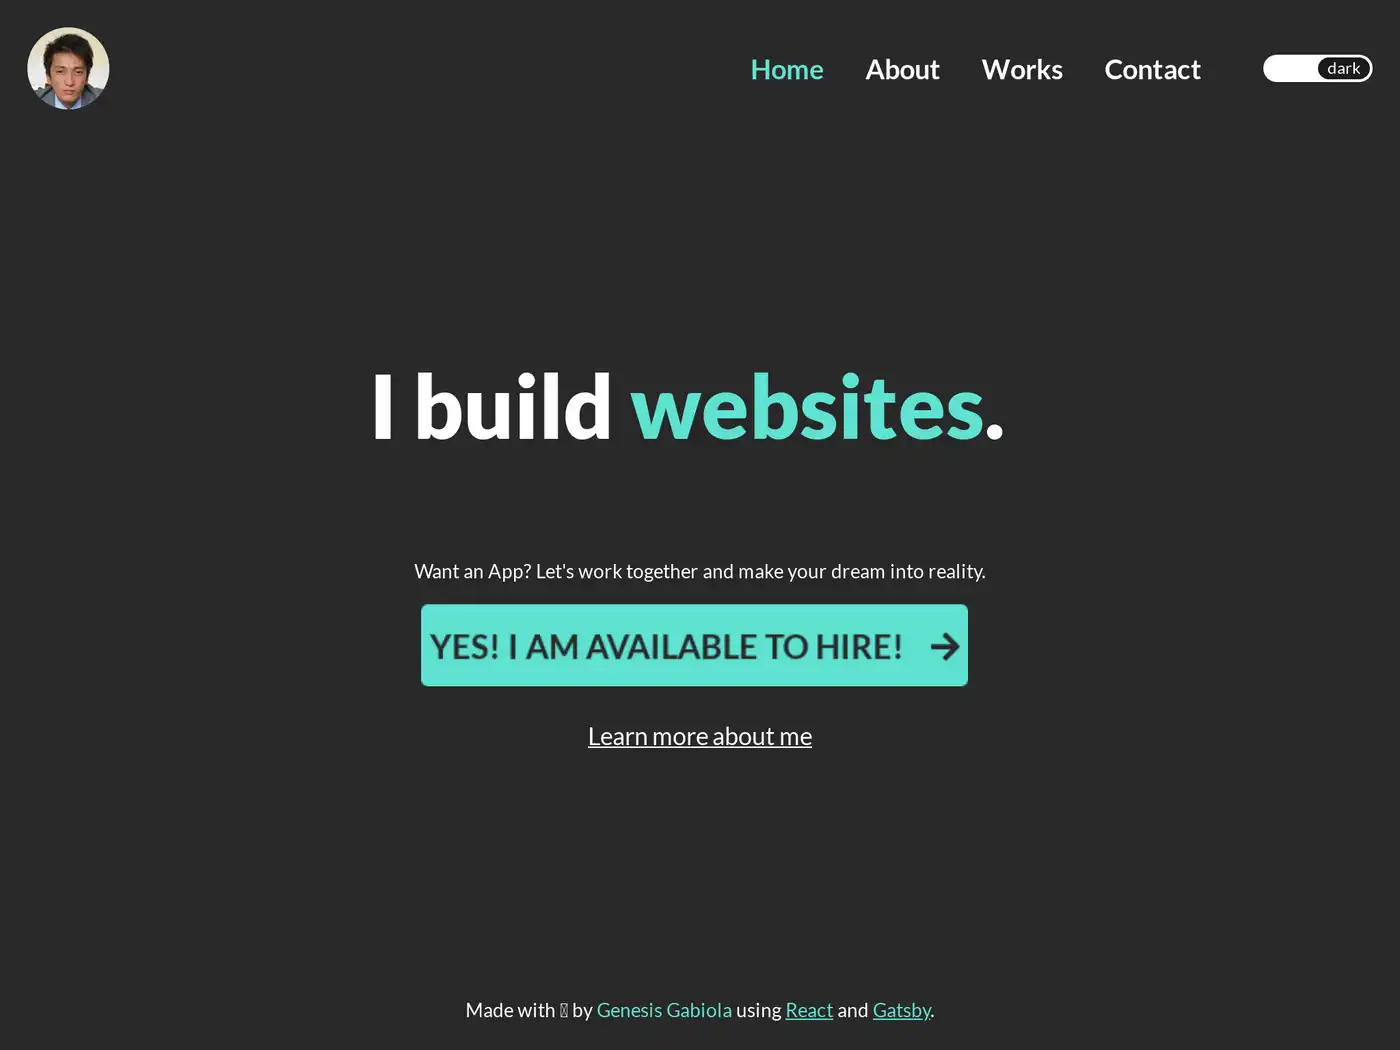 Home About Works Contact dark
I build websites.
Want an App? Let's work together and make your dream into reality.
YES! I AM AVAILABLE TO HIRE!
Learn more about me
Made with by Genesis Gabiola using React and Gatsby.